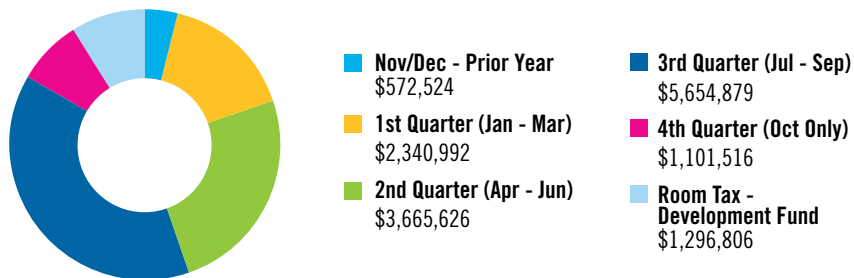 Nov/Dec - Prior Year
$572,524
1st Quarter (Jan - Mar)
$2,340,992
2nd Quarter (Apr - Jun)
$3,665,626
3rd Quarter (Jul - Sep)
$5,654,879
4th Quarter (Oct Only)
$1,101,516
Room Tax -
Development Fund
$1,296,806